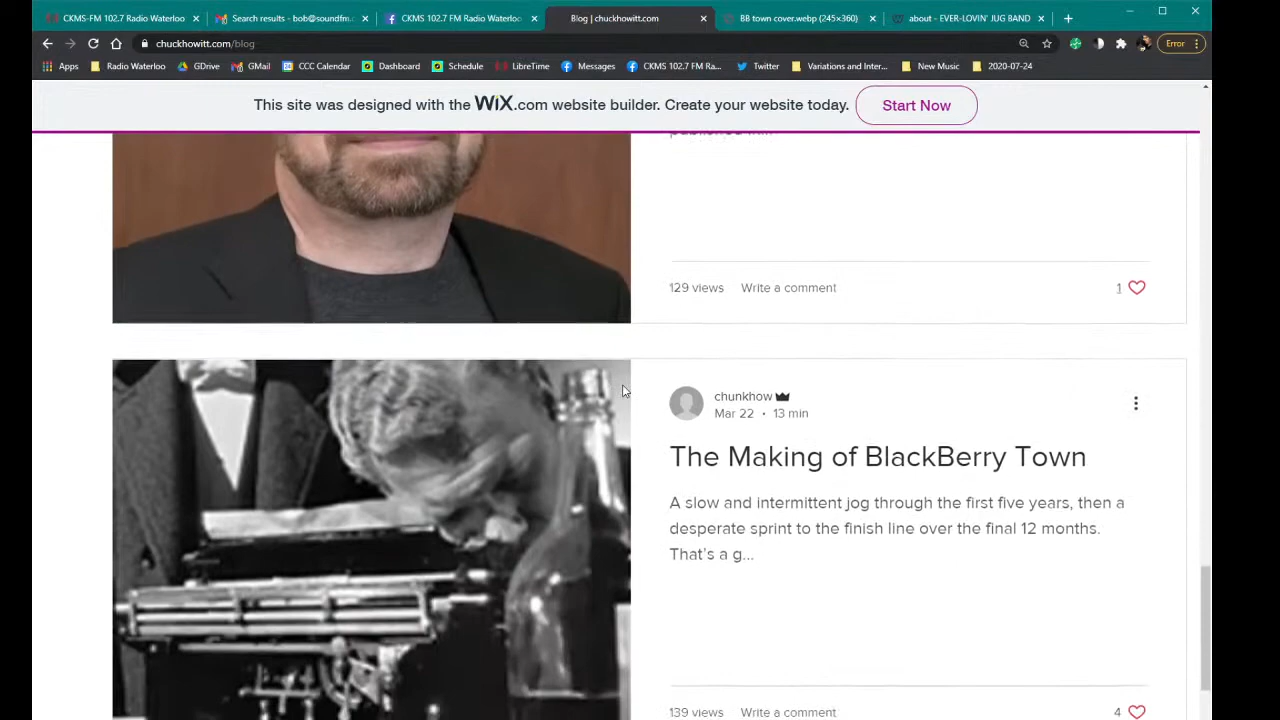 CKMS 102.7-FM Radio Waterloo
Search results - bob@soundfm.c
CKMS 102.7-FM Radio Waterloo
Blog | chuckhowitt.com
BB town cover.webp (245×360)
about - EVER-LOVIN' JUG BAND
chuckhowitt.com/blog
Error
Apps
Radio Waterloo
GDrive
GMail
CCC Calendar
Dashboard
Schedule
LibreTime
Messages
CKMS 102.7 FM Ra...
Twitter
Variations and Inter...
New Music
2020-07-24
This site was designed with the WiX.com website builder. Create your website today.
Start Now
129 views
Write a comment
1
chunkhow
Mar 22 • 13 min
The Making of BlackBerry Town
A slow and intermittent jog through the first five years, then a
desperate sprint to the finish line over the final 12 months.
That's a g...
139 views
Write a comment
4